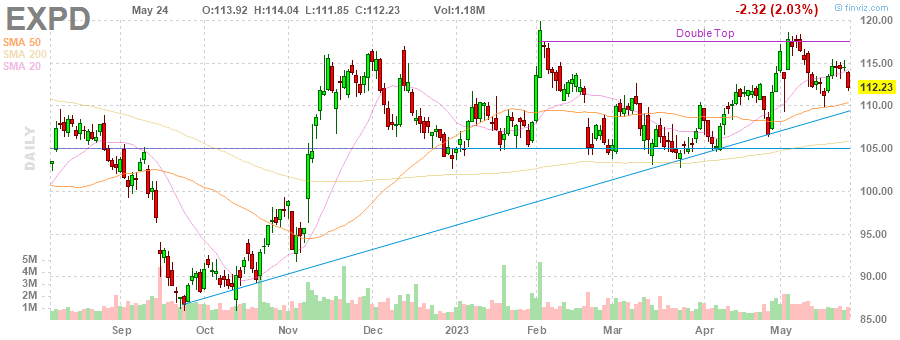 EXPD May 24 O:113.92 H:114.04 L:111.85 C:112.23 Vol:1.18M -2.32 (2.03%) © finviz.com
SMA 50
SMA 200
SMA 20
DAILY
Double Top
120.00
115.00
112.23
110.00
105.00
100.00
95.00
90.00
85.00
5M
4M
3M
2M
1M
Sep Oct Nov Dec 2023 Feb Mar Apr May